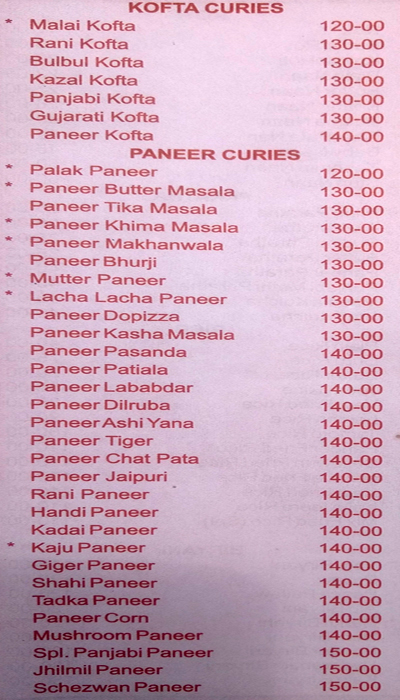 KOFTA CURIES
* Malai Kofta 120-00
Rani Kofta 130-00
Bulbul Kofta 130-00
Kazal Kofta 130-00
Panjabi Kofta 130-00
Gujarati Kofta 130-00
Paneer Kofta 140-00
PANEER CURIES
* Palak Paneer 120-00
* Paneer Butter Masala 130-00
Paneer Tika Masala 130-00
* Paneer Khima Masala 130-00
* Paneer Makhanwala 130-00
Paneer Bhurji 130-00
* Mutter Paneer 130-00
* Lacha Lacha Paneer 130-00
Paneer Dopizza 130-00
Paneer Kasha Masala 130-00
Paneer Pasanda 140-00
Paneer Patiala 140-00
Paneer Lababdar 140-00
Paneer Dilruba 140-00
Paneer Ashi Yana 140-00
Paneer Tiger 140-00
Paneer Chat Pata 140-00
Paneer Jaipuri 140-00
Rani Paneer 140-00
Handi Paneer 140-00
Kadai Paneer 140-00
* Kaju Paneer 140-00
Giger Paneer 140-00
Shahi Paneer 140-00
Tadka Paneer 140-00
Paneer Corn 140-00
Mushroom Paneer 140-00
Spl. Panjabi Paneer 150-00
Jhilmil Paneer 150-00
Schezwan Paneer 150-00